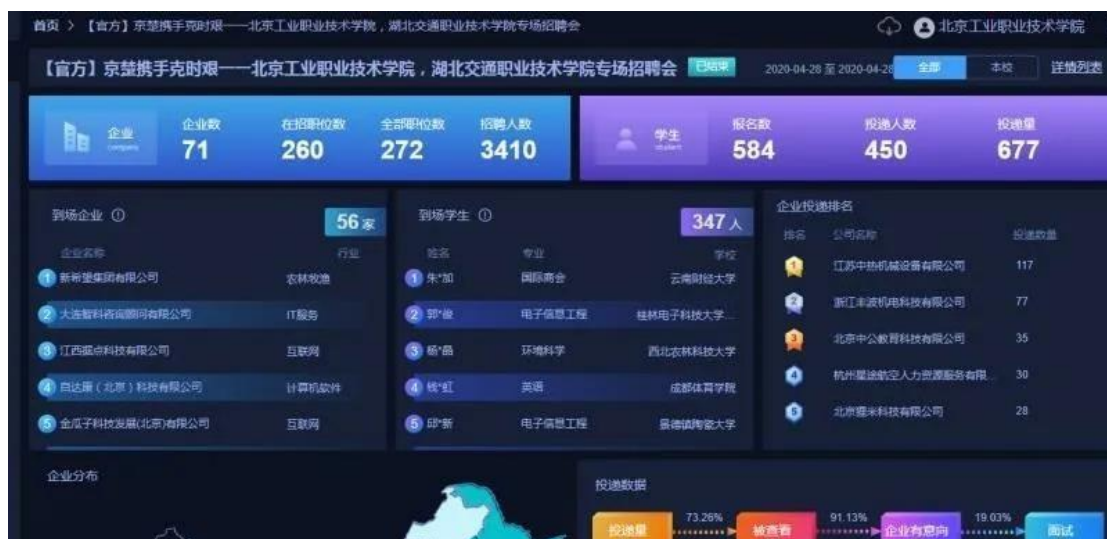 首页 > 【官方】京楚携手克时艰——北京工业职业技术学院，湖北交通职业技术学院专场招聘会
北京工业职业技术学院
【官方】京楚携手克时艰——北京工业职业技术学院，湖北交通职业技术学院专场招聘会 已结束 2020-04-28 至 2020-04-28 全部 本校 详情列表
企业 company
企业数 在招职位数 全部职位数 招聘人数
71 260 272 3410
学生 student
报名数 投递人数 投递量
584 450 677
到场企业 56 家
企业名称 行业
1 新希望集团有限公司 农林牧渔
2 大连智科咨询顾问有限公司 IT服务
3 江西掘点科技有限公司 互联网
4 自达康（北京）科技有限公司 计算机软件
5 金瓜子科技发展(北京)有限公司 互联网
到场学生 347 人
姓名 专业 学校
1 朱*加 国际商会 云南财经大学
2 郭*俊 电子信息工程 桂林电子科技大学...
3 杨*晶 环境科学 西北农林科技大学
4 钱*虹 英语 成都体育学院
5 邱*新 电子信息工程 景德镇陶瓷大学
企业投递排名
排名 公司名称 投递数量
1 江苏中热机械设备有限公司 117
2 浙江丰波机电科技有限公司 77
3 北京中公教育科技有限公司 35
4 杭州星途航空人力资源服务有限... 30
5 北京握米科技有限公司 28
企业分布
投递数据
投递量 73.26% 被查看 91.13% 企业有意向 19.03% 面试